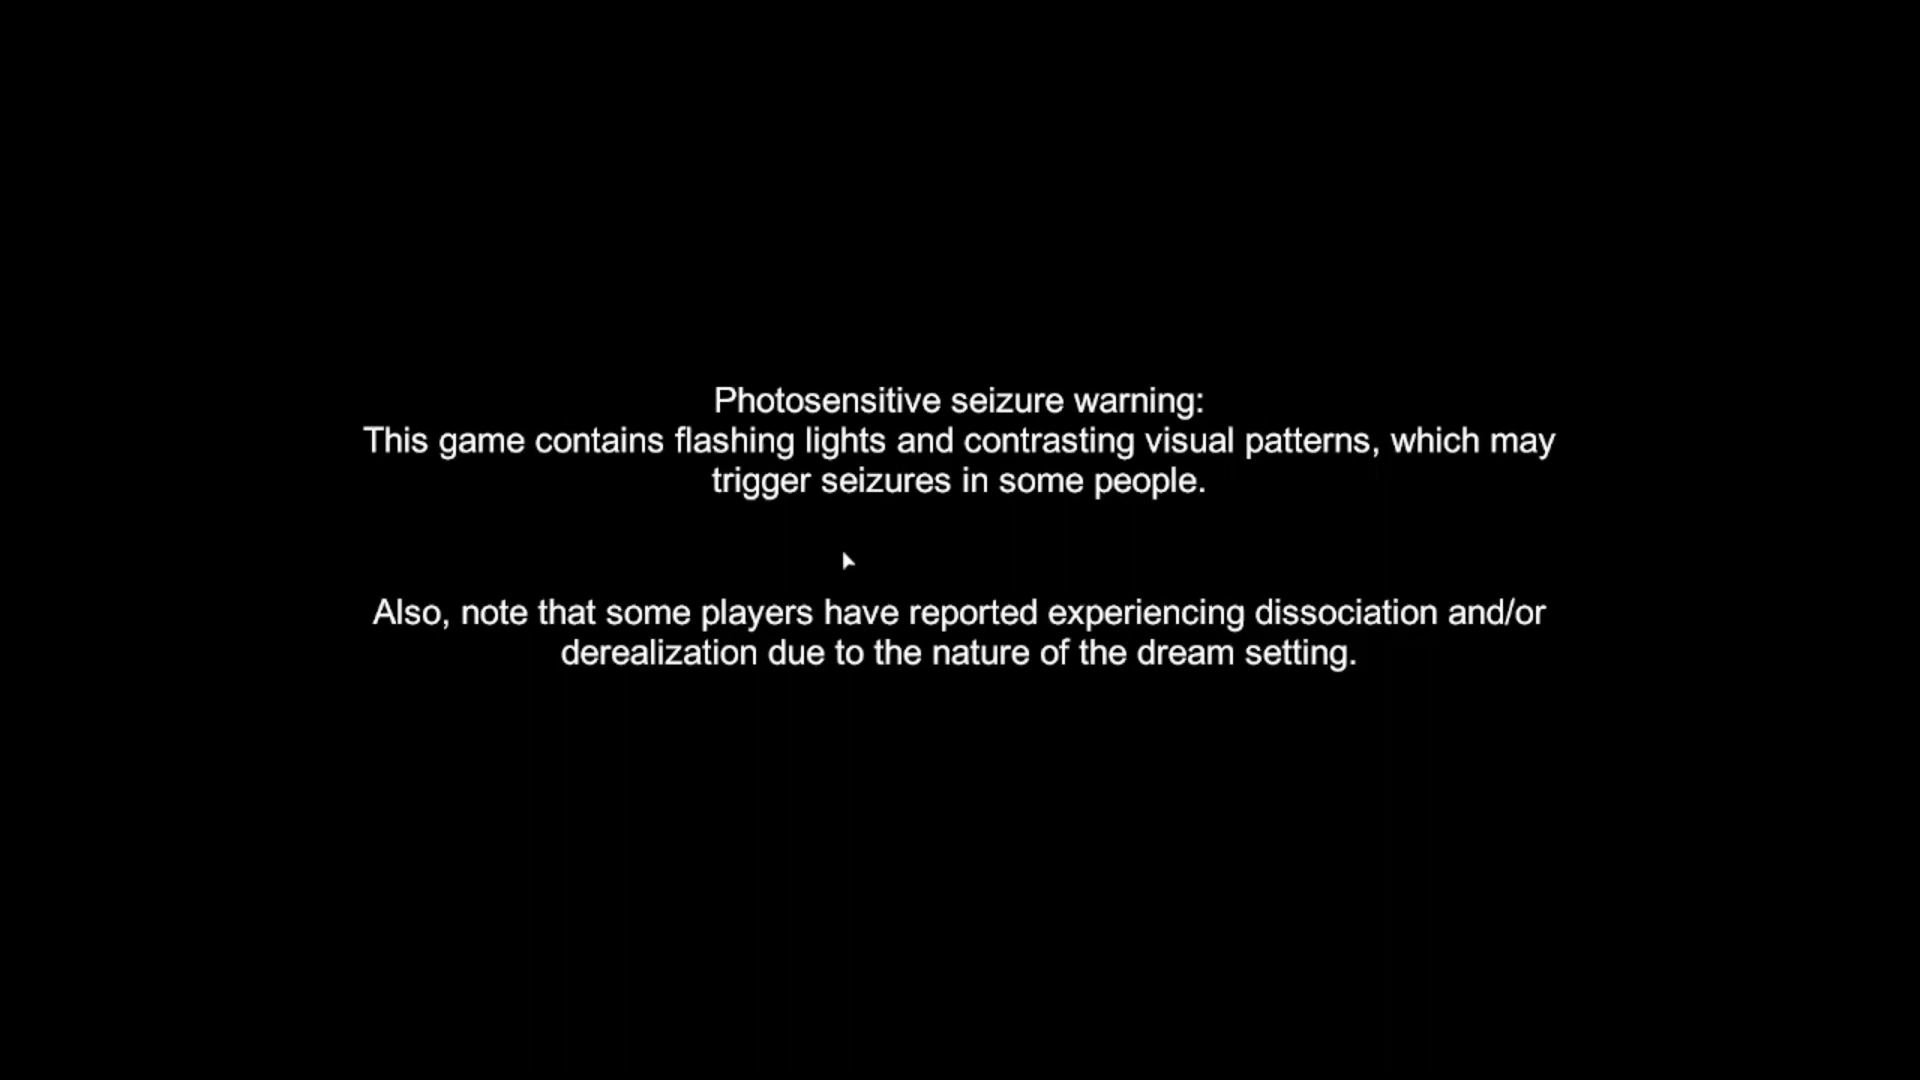 Photosensitive seizure warning:
This game contains flashing lights and contrasting visual patterns, which may
trigger seizures in some people.
Also, note that some players have reported experiencing dissociation and/or
derealization due to the nature of the dream setting.